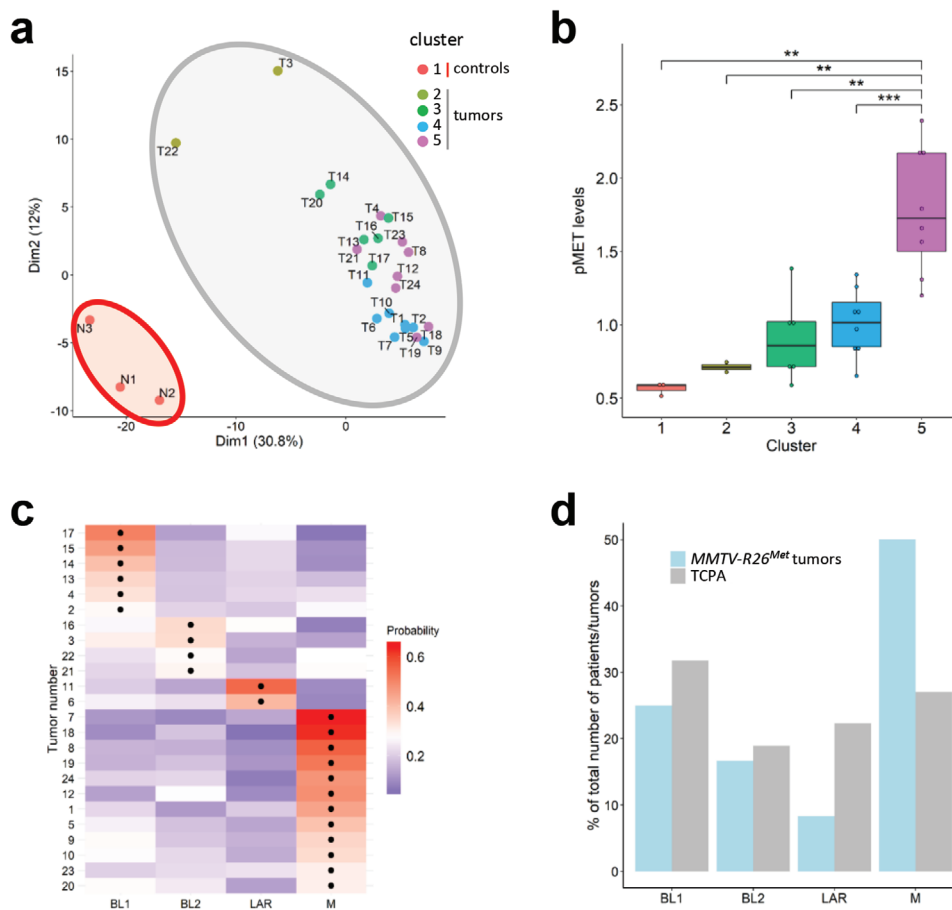 a
cluster
1 controls
2
3
4
5
tumors
T3
T22
T14
T20
T4
T15
T16
T23
T13
T8
T21
T17
T12
T11
T24
T10
T1
T2
T6
T18
T7
T5
T19
T9
N3
N1
N2
15
10
5
0
-5
-10
-20
-10
0
Dim2 (12%)
Dim1 (30.8%)
b
**
**
**
***
2.5
2.0
1.5
1.0
0.5
pMET levels
1 2 3 4 5
Cluster
c
17
15
14
13
4
2
16
3
22
21
11
6
7
18
8
19
24
12
1
5
9
10
23
20
Tumor number
BL1 BL2 LAR M
Probability
0.6
0.4
0.2
d
MMTV-R26Met tumors
TCPA
50
40
30
20
10
0
% of total number of patients/tumors
BL1 BL2 LAR M